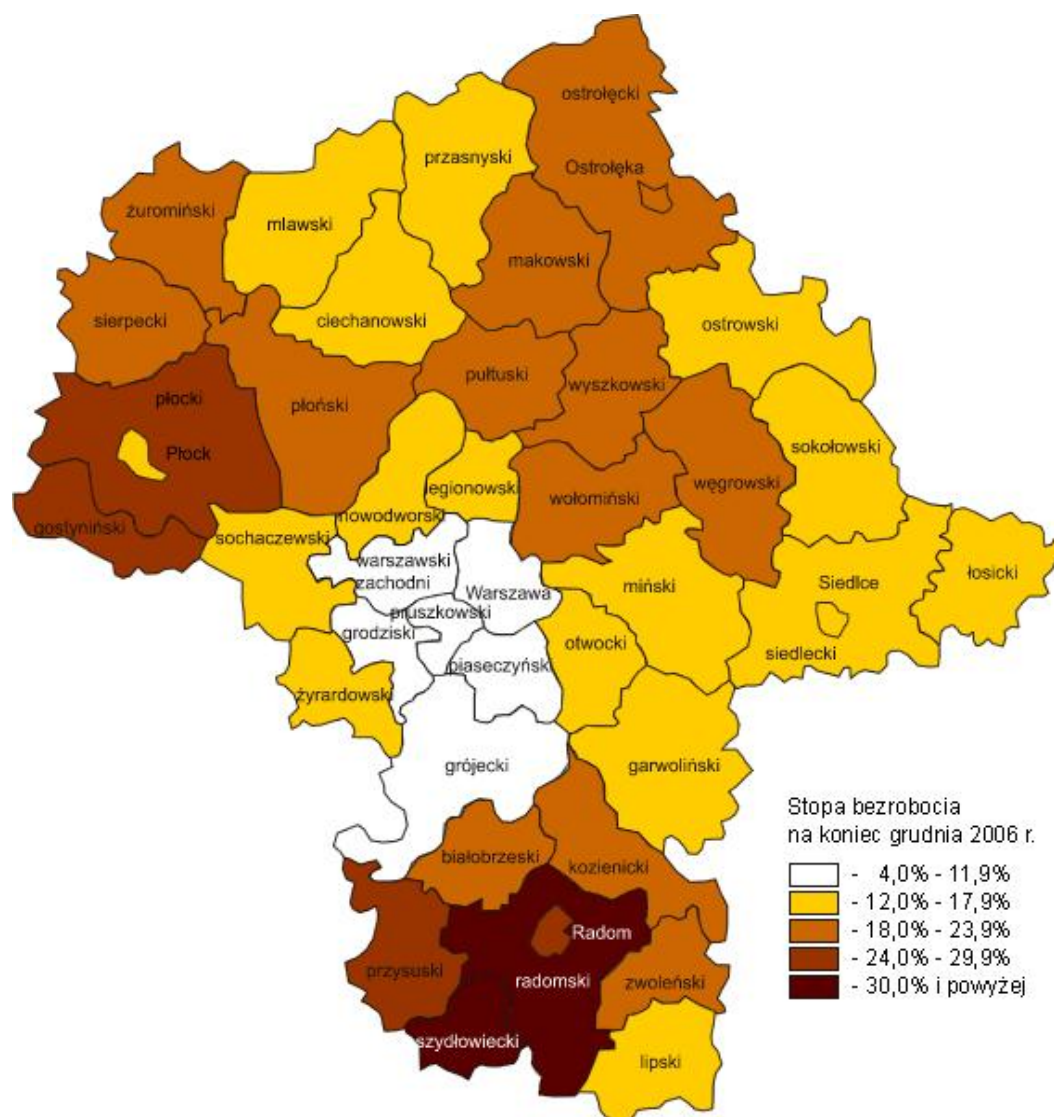 ostrołęcki
przasnyski
Ostrołęka
żuromiński
mlawski
makowski
sierpecki
ciechanowski
ostrowski
pułtuski
wyszkowski
płocki
płoński
Płock
sokołowski
legionowski
węgrowski
wołomiński
gostyniński
nowodworski
sochaczewski
warszawski
zachodni
Warszawa
miński
Siedlce
łosicki
pruszkowski
grodziski
otwocki
siedlecki
piaseczyński
żyrardowski
grójecki
garwoliński
białobrzeski
kozienicki
Radom
przysuski
radomski
zwoleński
szydłowiecki
lipski
Stopa bezrobocia
na koniec grudnia 2006 r.
- 4,0% - 11,9%
- 12,0% - 17,9%
- 18,0% - 23,9%
- 24,0% - 29,9%
- 30,0% i powyżej